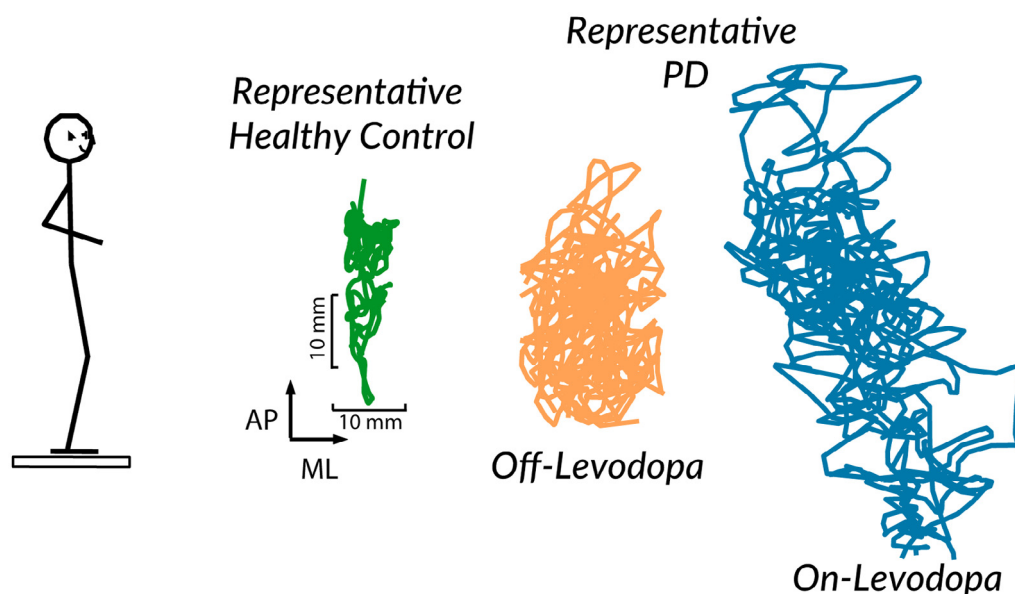 Representative
PD
Representative
Healthy Control
10 mm
10 mm
AP
ML
Off-Levodopa
On-Levodopa